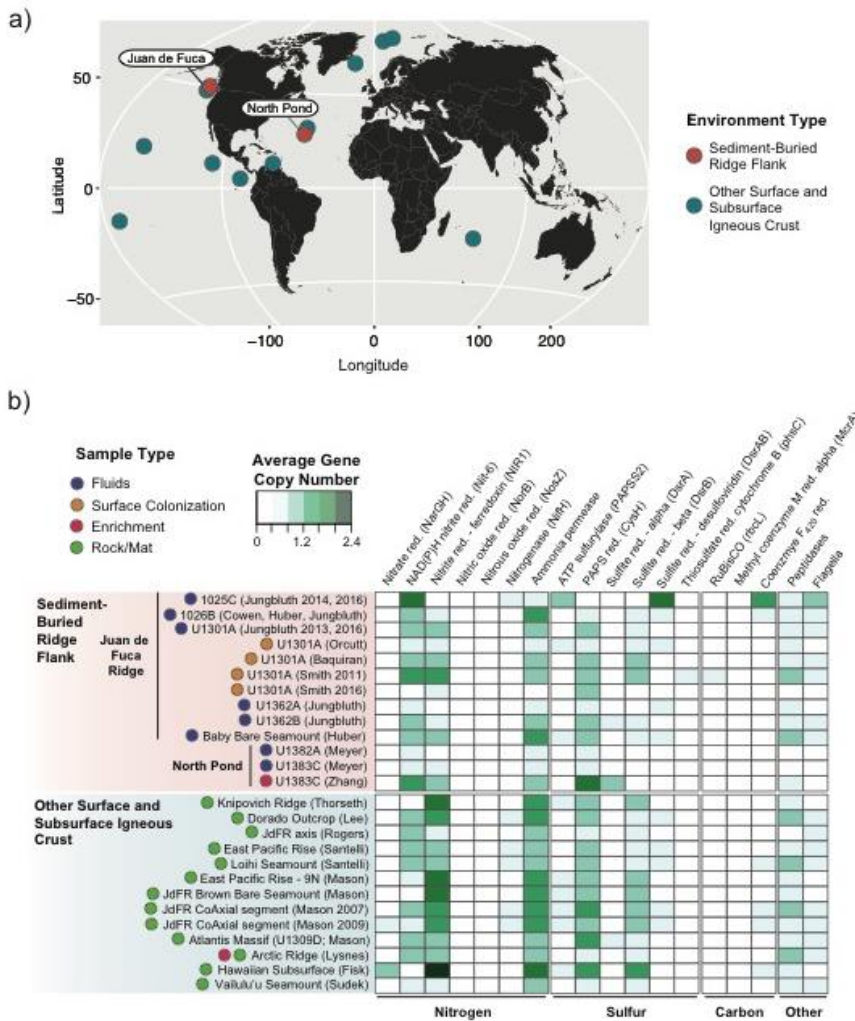 a)
Juan de Fuca
North Pond
50
0
−50
Latitude
−100
0
100
200
Longitude
Environment Type
Sediment-Buried
Ridge Flank
Other Surface and
Subsurface
Igneous Crust
b)
Sample Type
Fluids
Surface Colonization
Enrichment
Rock/Mat
Average Gene
Copy Number
0 1.2 2.4
Nitrate red. (NarGH)
NAD(P)H nitrite red. (Nit-6)
Nitrite red. - ferredoxin (NIR1)
Nitric oxide red. (NorB)
Nitrous oxide red. (NosZ)
Nitrogenase (NifH)
Ammonia permease
ATP sulfurylase (PAPSS2)
PAPS red. (CysH)
Sulfite red. - alpha (DsrA)
Sulfite red. - beta (DsrB)
Sulfite red. - desulfoviridin (DsrAB)
Thiosulfate red. cytochrome B (phsC)
RuBisCO (rbcL)
Methyl coenzyme M red. alpha (McrA)
Coenzmye F420 red.
Peptidases
Flagella
Sediment-
Buried
Ridge
Flank
Juan de
Fuca
Ridge
1025C (Jungbluth 2014, 2016)
1026B (Cowen, Huber, Jungbluth)
U1301A (Jungbluth 2013, 2016)
U1301A (Orcutt)
U1301A (Baquiran)
U1301A (Smith 2011)
U1301A (Smith 2016)
U1362A (Jungbluth)
U1362B (Jungbluth)
Baby Bare Seamount (Huber)
North Pond
U1382A (Meyer)
U1383C (Meyer)
U1383C (Zhang)
Other Surface and
Subsurface Igneous
Crust
Knipovich Ridge (Thorseth)
Dorado Outcrop (Lee)
JdFR axis (Rogers)
East Pacific Rise (Santelli)
Loihi Seamount (Santelli)
East Pacific Rise - 9N (Mason)
JdFR Brown Bare Seamount (Mason)
JdFR CoAxial segment (Mason 2007)
JdFR CoAxial segment (Mason 2009)
Atlantis Massif (U1309D; Mason)
Arctic Ridge (Lysnes)
Hawaiian Subsurface (Fisk)
Vailulu'u Seamount (Sudek)
Nitrogen
Sulfur
Carbon
Other